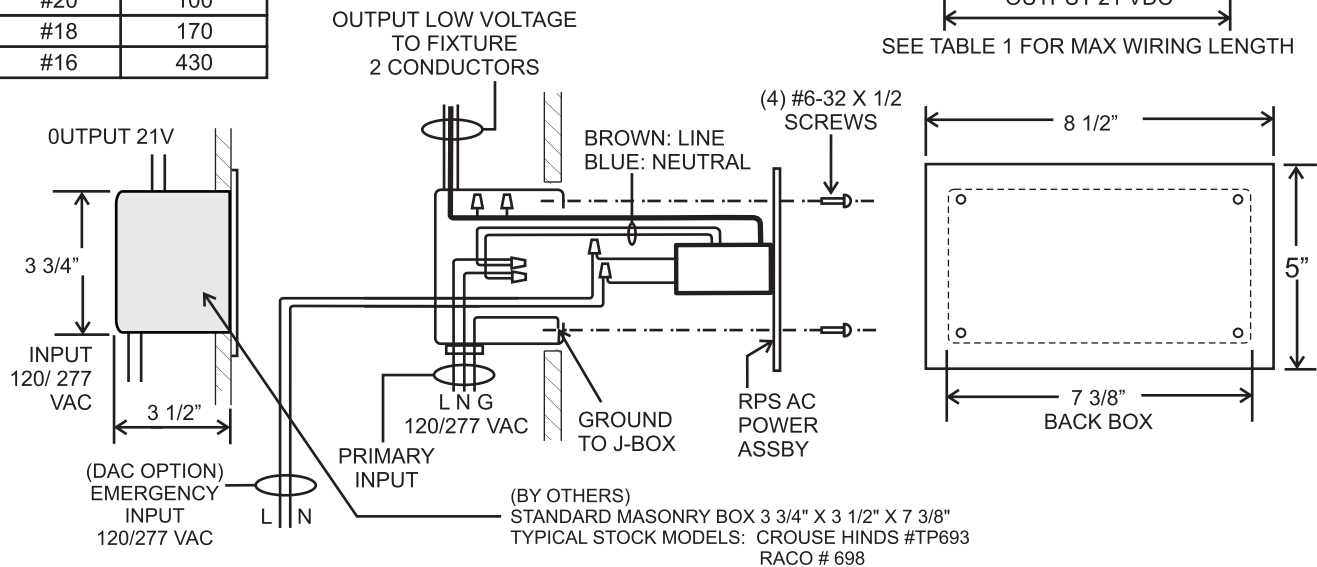 #20 100
#18 170
#16 430
OUTPUT LOW VOLTAGE
TO FIXTURE
2 CONDUCTORS
OUTPUT 21 VDC
SEE TABLE 1 FOR MAX WIRING LENGTH
0UTPUT 21V
3 3/4”
INPUT
120/ 277
VAC
3 1/2”
(DAC OPTION)
EMERGENCY
INPUT
120/277 VAC
L N
BROWN: LINE
BLUE: NEUTRAL
(4) #6-32 X 1/2
SCREWS
L N G
120/277 VAC
PRIMARY
INPUT
GROUND
TO J-BOX
RPS AC
POWER
ASSBY
8 1/2”
5”
7 3/8”
BACK BOX
(BY OTHERS)
STANDARD MASONRY BOX 3 3/4" X 3 1/2" X 7 3/8"
TYPICAL STOCK MODELS: CROUSE HINDS #TP693
RACO # 698